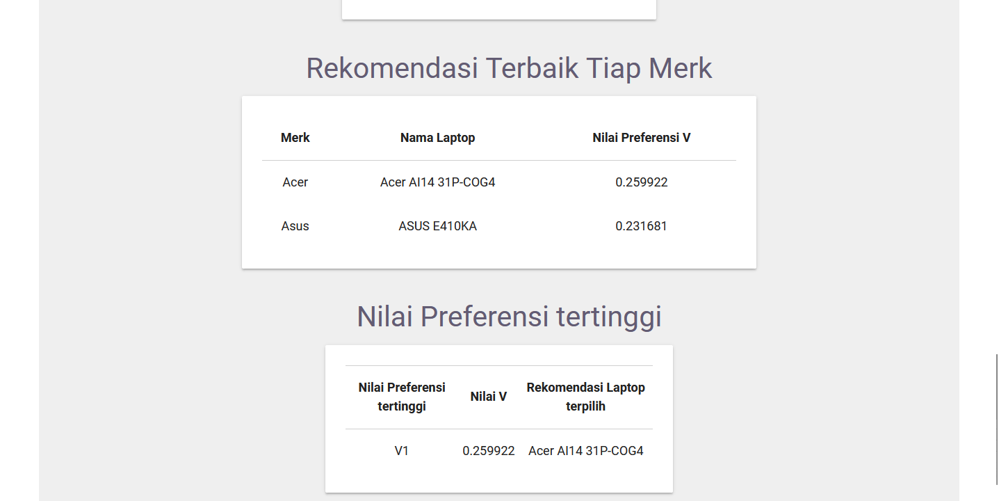 Rekomendasi Terbaik Tiap Merk
Merk Nama Laptop Nilai Preferensi V
Acer Acer AI14 31P-COG4 0.259922
Asus ASUS E410KA 0.231681
Nilai Preferensi tertinggi
Nilai Preferensi tertinggi Nilai V Rekomendasi Laptop terpilih
V1 0.259922 Acer AI14 31P-COG4